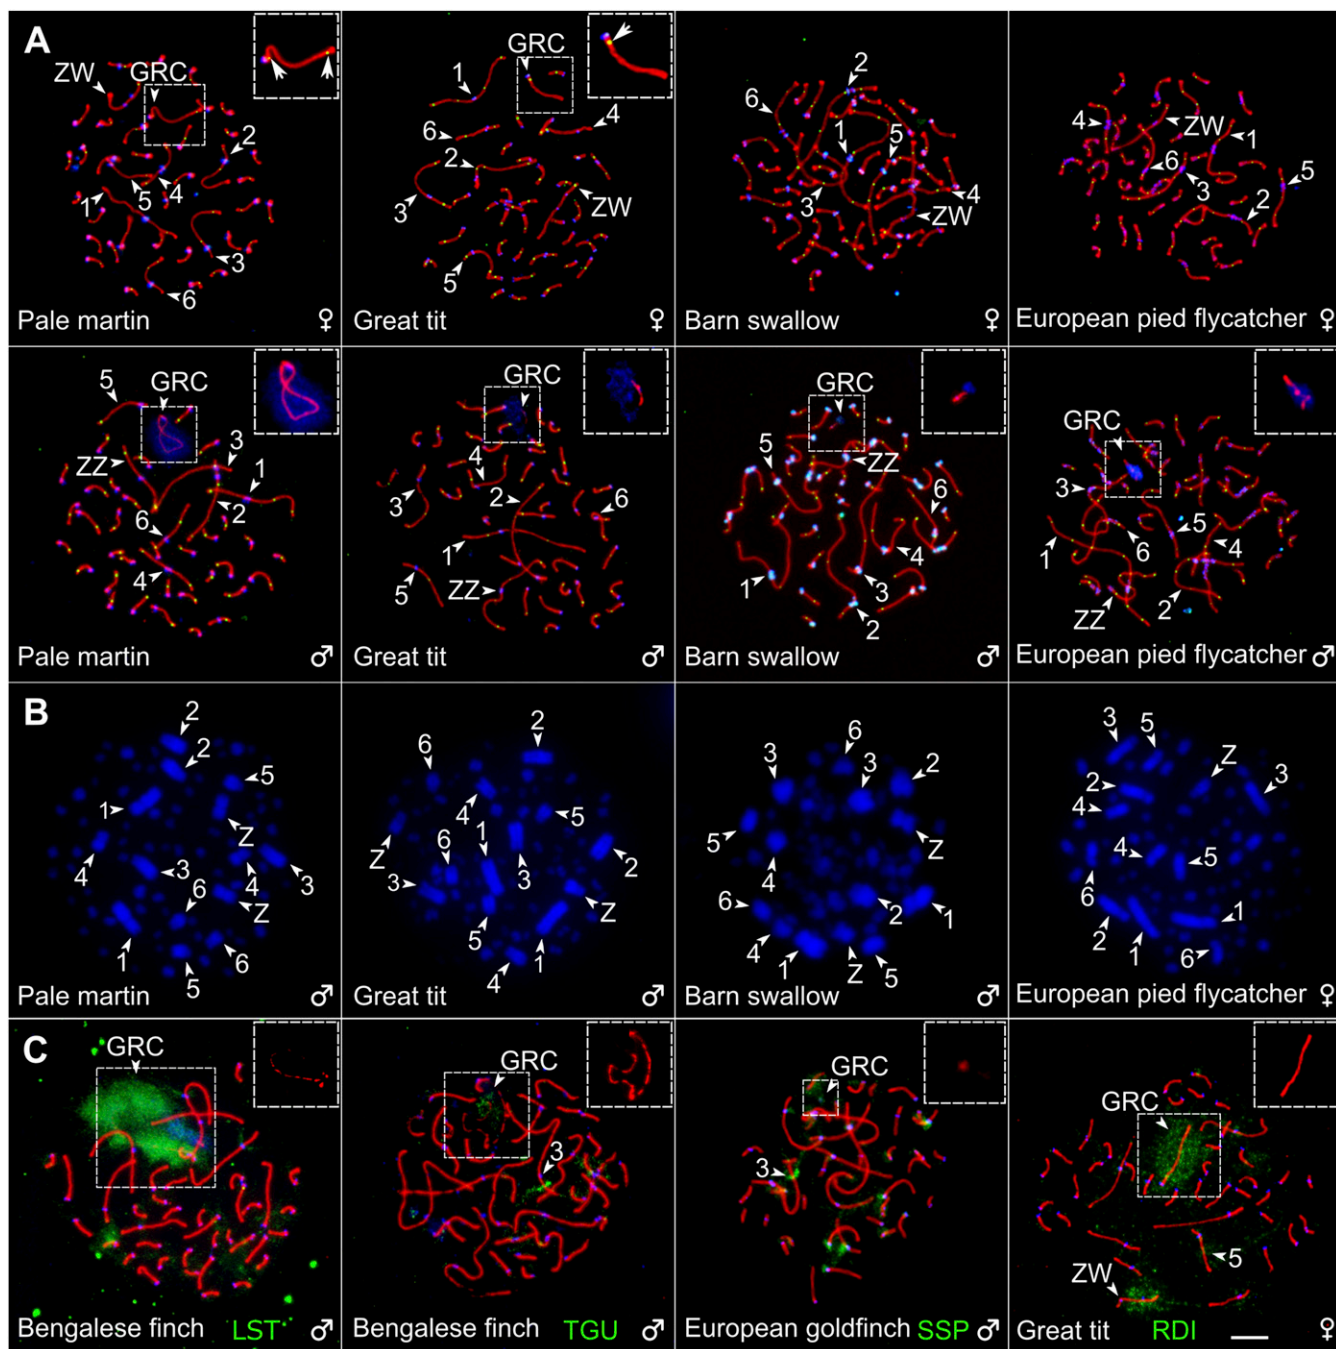 A
GRC
ZW
2
1
5
4
3
6
Pale martin ♀
GRC
1
6
4
2
3
ZW
5
Great tit ♀
2
6
1
5
3
4
ZW
Barn swallow ♀
4
ZW
1
6
3
5
2
European pied flycatcher ♀
5
GRC
3
ZZ
1
2
6
4
Pale martin ♂
GRC
4
3
2
6
1
5
ZZ
Great tit ♂
GRC
5
ZZ
6
4
1
3
2
Barn swallow ♂
GRC
3
5
1
6
4
ZZ
2
European pied flycatcher ♂
B
2
2
5
1
Z
4
3
4
3
6
Z
1
5
6
Pale martin ♂
2
6
4
5
1
6
Z
3
3
2
Z
5
4
1
Great tit ♂
6
3
3
2
5
Z
4
6
2
1
4
1
Z
5
Barn swallow ♂
3
5
Z
3
2
4
4
5
6
1
2
1
6
European pied flycatcher ♀
C
GRC
Bengalese finch LST ♂
GRC
3
Bengalese finch TGU ♂
GRC
3
European goldfinch SSP ♂
GRC
5
ZW
Great tit RDI ♀